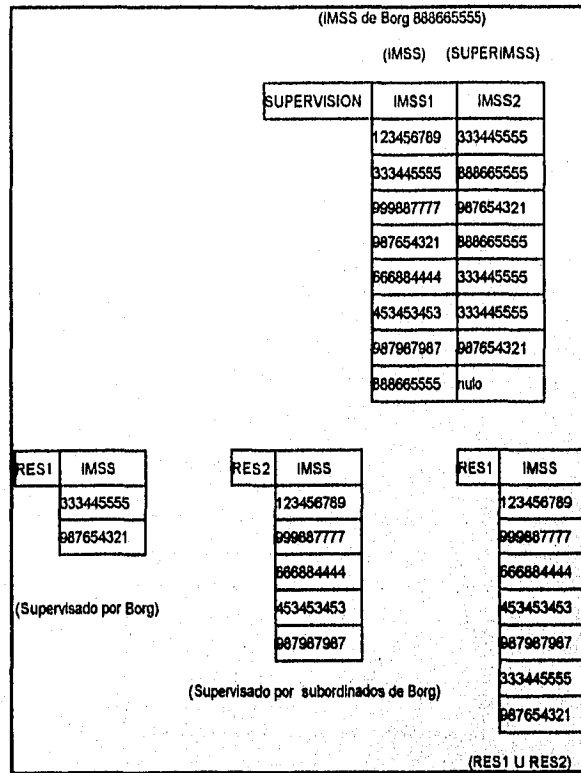 (IMSS de Borg 888665555)
(IMSS) (SUPERIMSS)
SUPERVISION IMSS1 IMSS2
123456789 333445555
333445555 888665555
999887777 987654321
987654321 888665555
666884444 333445555
453453453 333445555
987987987 987654321
888665555 nulo
RES1 IMSS
333445555
987654321
(Supervisado por Borg)
RES2 IMSS
123456789
999887777
666884444
453453453
987987987
(Supervisado por subordinados de Borg)
RES1 IMSS
123456789
999887777
666884444
453453453
987987987
333445555
987654321
(RES1 U RES2)